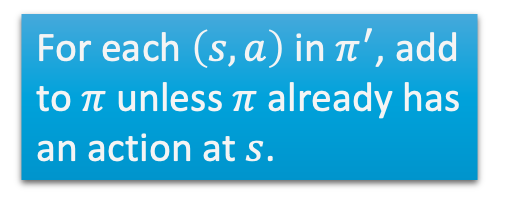 For each (𝑠, 𝑎) in 𝜋′, add
to 𝜋 unless 𝜋 already has
an action at 𝑠.